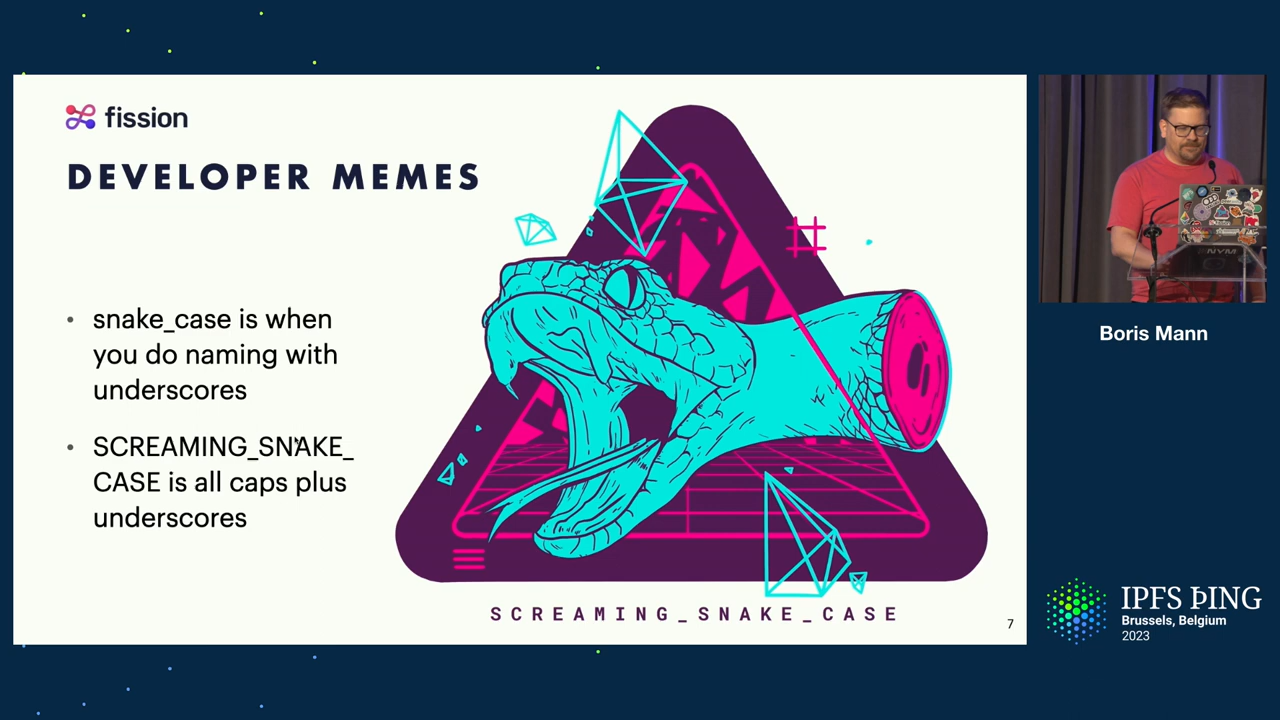 fission
DEVELOPER MEMES
• snake_case is when
you do naming with
underscores
• SCREAMING_SNAKE_
CASE is all caps plus
underscores
SCREAMING_SNAKE_CASE
7
NVM
Boris Mann
IPFS ÞING
Brussels, Belgium
2023